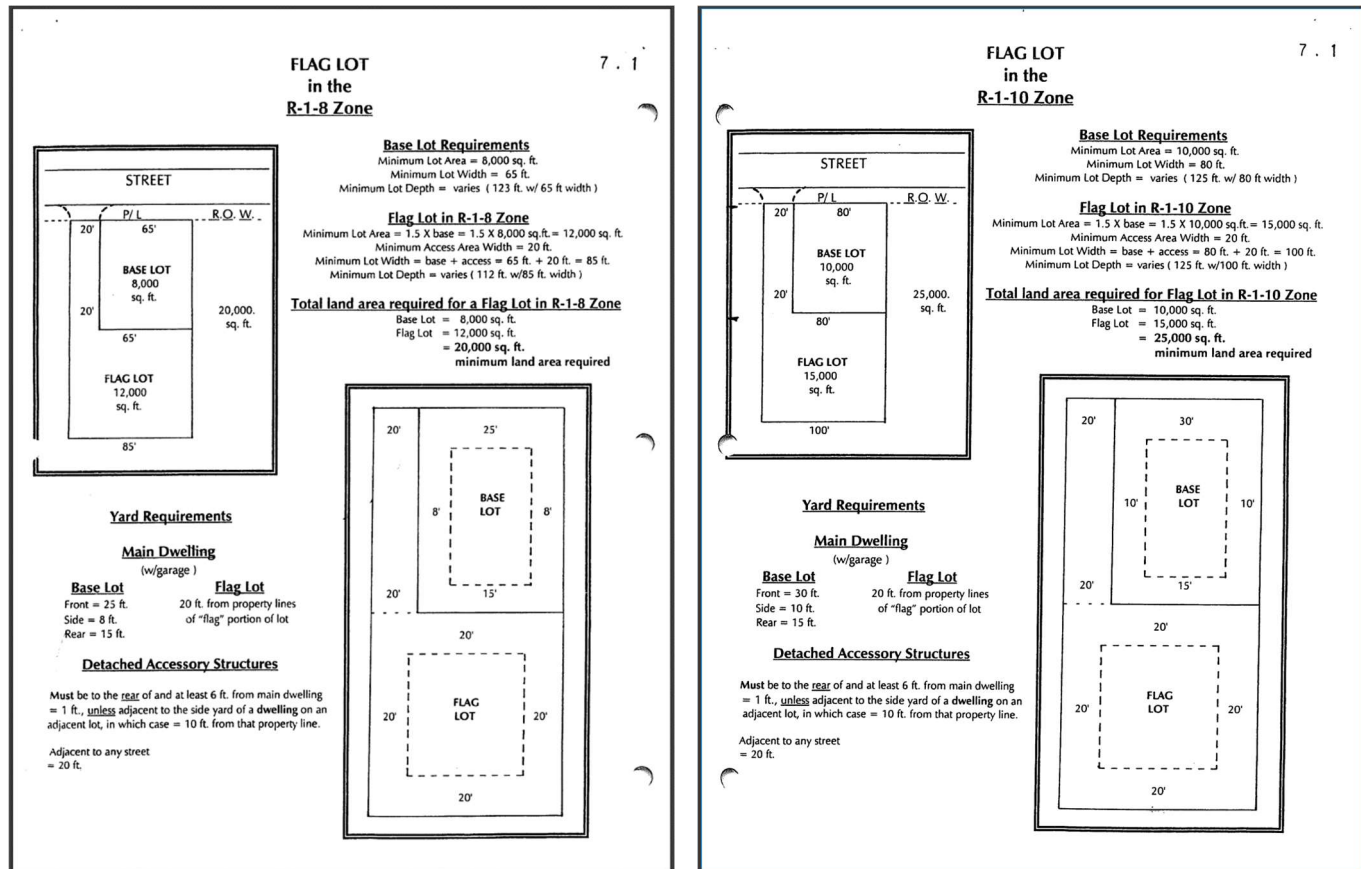 FLAG LOT
in the
R-1-8 Zone
7 . 1
STREET
P/ L
R.O. W.
20'
65'
BASE LOT
8,000
sq. ft.
20'
20,000.
sq. ft.
65'
FLAG LOT
12,000
sq. ft.
85'
Base Lot Requirements
Minimum Lot Area = 8,000 sq. ft.
Minimum Lot Width = 65 ft.
Minimum Lot Depth = varies ( 123 ft. w/ 65 ft width )
Flag Lot in R-1-8 Zone
Minimum Lot Area = 1.5 X base = 1.5 X 8,000 sq.ft.= 12,000 sq. ft.
Minimum Access Area Width = 20 ft.
Minimum Lot Width = base + access = 65 ft. + 20 ft. = 85 ft.
Minimum Lot Depth = varies ( 112 ft. w/85 ft. width )
Total land area required for a Flag Lot in R-1-8 Zone
Base Lot = 8,000 sq. ft.
Flag Lot = 12,000 sq. ft.
= 20,000 sq. ft.
minimum land area required
Yard Requirements
Main Dwelling
(w/garage )
Base Lot Flag Lot
Front = 25 ft. 20 ft. from property lines
Side = 8 ft. of "flag" portion of lot
Rear = 15 ft.
Detached Accessory Structures
Must be to the rear of and at least 6 ft. from main dwelling
= 1 ft., unless adjacent to the side yard of a dwelling on an
adjacent lot, in which case = 10 ft. from that property line.
Adjacent to any street
= 20 ft.
20'
25'
BASE
LOT
8'
8'
20'
15'
20'
FLAG
LOT
20'
20'
20'
FLAG LOT
in the
R-1-10 Zone
7 . 1
STREET
P/ L
R.O. W.
20'
80'
BASE LOT
10,000
sq. ft.
20'
25,000.
sq. ft.
80'
FLAG LOT
15,000
sq. ft.
100'
Base Lot Requirements
Minimum Lot Area = 10,000 sq. ft.
Minimum Lot Width = 80 ft.
Minimum Lot Depth = varies ( 125 ft. w/ 80 ft width )
Flag Lot in R-1-10 Zone
Minimum Lot Area = 1.5 X base = 1.5 X 10,000 sq.ft.= 15,000 sq. ft.
Minimum Access Area Width = 20 ft.
Minimum Lot Width = base + access = 80 ft. + 20 ft. = 100 ft.
Minimum Lot Depth = varies ( 125 ft. w/100 ft. width )
Total land area required for Flag Lot in R-1-10 Zone
Base Lot = 10,000 sq. ft.
Flag Lot = 15,000 sq. ft.
= 25,000 sq. ft.
minimum land area required
Yard Requirements
Main Dwelling
(w/garage )
Base Lot Flag Lot
Front = 30 ft. 20 ft. from property lines
Side = 10 ft. of "flag" portion of lot
Rear = 15 ft.
Detached Accessory Structures
Must be to the rear of and at least 6 ft. from main dwelling
= 1 ft., unless adjacent to the side yard of a dwelling on an
adjacent lot, in which case = 10 ft. from that property line.
Adjacent to any street
= 20 ft.
20'
30'
BASE
LOT
10'
10'
20'
15'
20'
FLAG
LOT
20'
20'
20'